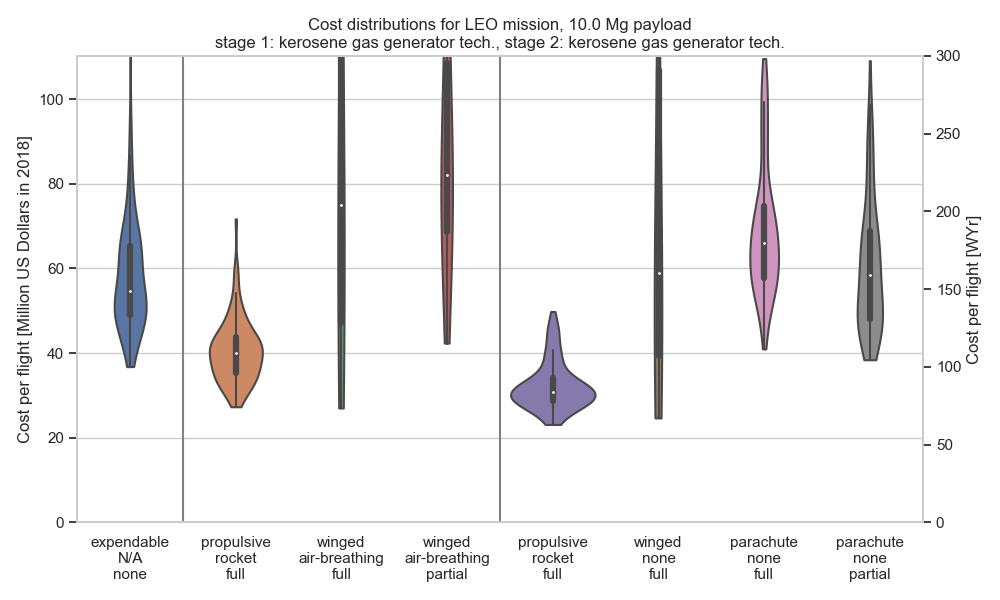 Cost distributions for LEO mission, 10.0 Mg payload
stage 1: kerosene gas generator tech., stage 2: kerosene gas generator tech.
Cost per flight [Million US Dollars in 2018]
100
80
60
40
20
0
300
250
200
150
100
50
0
Cost per flight [WYr]
expendable
N/A
none
propulsive
rocket
full
winged
air-breathing
full
winged
air-breathing
partial
propulsive
rocket
full
winged
none
full
parachute
none
full
parachute
none
partial